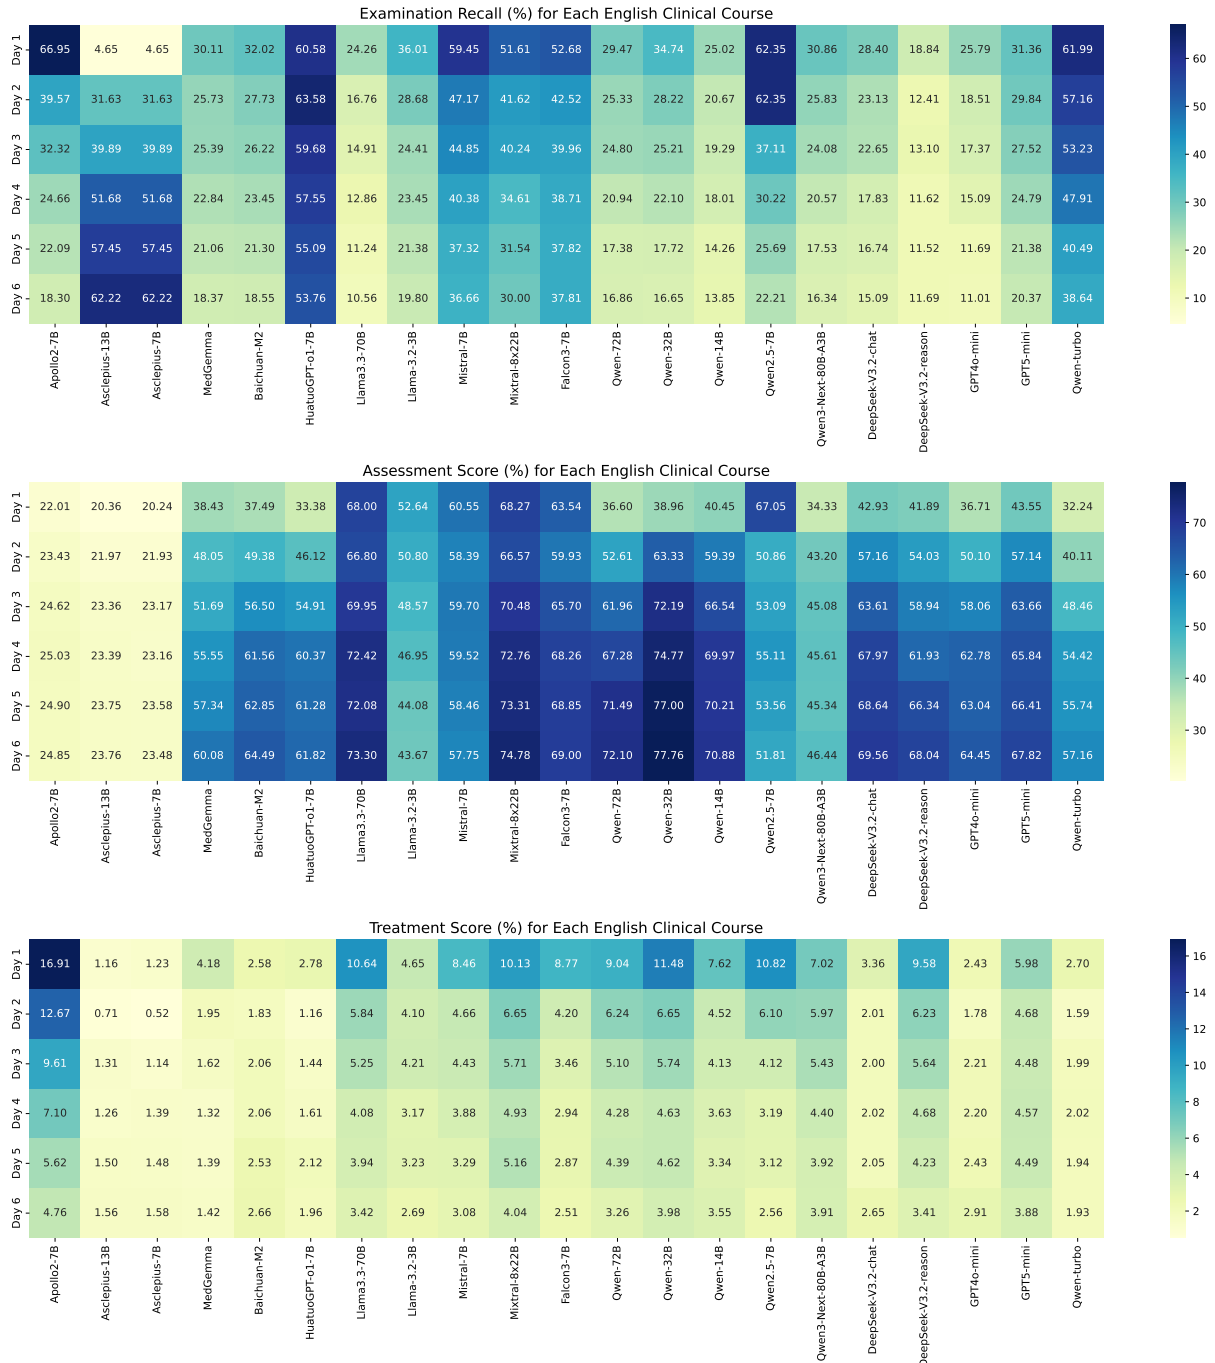 Examination Recall (%) for Each English Clinical Course
Day 1 66.95 4.65 4.65 30.11 32.02 60.58 24.26 36.01 59.45 51.61 52.68 29.47 34.74 25.02 62.35 30.86 28.40 18.84 25.79 31.36 61.99
Day 2 39.57 31.63 31.63 25.73 27.73 63.58 16.76 28.68 47.17 41.62 42.52 25.33 28.22 20.67 62.35 25.83 23.13 12.41 18.51 29.84 57.16
Day 3 32.32 39.89 39.89 25.39 26.22 59.68 14.91 24.41 44.85 40.24 39.96 24.80 25.21 19.29 37.11 24.08 22.65 13.10 17.37 27.52 53.23
Day 4 24.66 51.68 51.68 22.84 23.45 57.55 12.86 23.45 40.38 34.61 38.71 20.94 22.10 18.01 30.22 20.57 17.83 11.62 15.09 24.79 47.91
Day 5 22.09 57.45 57.45 21.06 21.30 55.09 11.24 21.38 37.32 31.54 37.82 17.38 17.72 14.26 25.69 17.53 16.74 11.52 11.69 21.38 40.49
Day 6 18.30 62.22 62.22 18.37 18.55 53.76 10.56 19.80 36.66 30.00 37.81 16.86 16.65 13.85 22.21 16.34 15.09 11.69 11.01 20.37 38.64
Apollo2-7B Asclepius-13B Asclepius-7B MedGemma Baichuan-M2 HuatuoGPT-o1-7B Llama3.3-70B Llama-3.2-3B Mistral-7B Mixtral-8x22B Falcon3-7B Qwen-72B Qwen-32B Qwen-14B Qwen2.5-7B Qwen3-Next-80B-A3B DeepSeek-V3.2-chat DeepSeek-V3.2-reason GPT4o-mini GPT5-mini Qwen-turbo
60
50
40
30
20
10
Assessment Score (%) for Each English Clinical Course
Day 1 22.01 20.36 20.24 38.43 37.49 33.38 68.00 52.64 60.55 68.27 63.54 36.60 38.96 40.45 67.05 34.33 42.93 41.89 36.71 43.55 32.24
Day 2 23.43 21.97 21.93 48.05 49.38 46.12 66.80 50.80 58.39 66.57 59.93 52.61 63.33 59.39 50.86 43.20 57.16 54.03 50.10 57.14 40.11
Day 3 24.62 23.36 23.17 51.69 56.50 54.91 69.95 48.57 59.70 70.48 65.70 61.96 72.19 66.54 53.09 45.08 63.61 58.94 58.06 63.66 48.46
Day 4 25.03 23.39 23.16 55.55 61.56 60.37 72.42 46.95 59.52 72.76 68.26 67.28 74.77 69.97 55.11 45.61 67.97 61.93 62.78 65.84 54.42
Day 5 24.90 23.75 23.58 57.34 62.85 61.28 72.08 44.08 58.46 73.31 68.85 71.49 77.00 70.21 53.56 45.34 68.64 66.34 63.04 66.41 55.74
Day 6 24.85 23.76 23.48 60.08 64.49 61.82 73.30 43.67 57.75 74.78 69.00 72.10 77.76 70.88 51.81 46.44 69.56 68.04 64.45 67.82 57.16
Apollo2-7B Asclepius-13B Asclepius-7B MedGemma Baichuan-M2 HuatuoGPT-o1-7B Llama3.3-70B Llama-3.2-3B Mistral-7B Mixtral-8x22B Falcon3-7B Qwen-72B Qwen-32B Qwen-14B Qwen2.5-7B Qwen3-Next-80B-A3B DeepSeek-V3.2-chat DeepSeek-V3.2-reason GPT4o-mini GPT5-mini Qwen-turbo
70
60
50
40
30
Treatment Score (%) for Each English Clinical Course
Day 1 16.91 1.16 1.23 4.18 2.58 2.78 10.64 4.65 8.46 10.13 8.77 9.04 11.48 7.62 10.82 7.02 3.36 9.58 2.43 5.98 2.70
Day 2 12.67 0.71 0.52 1.95 1.83 1.16 5.84 4.10 4.66 6.65 4.20 6.24 6.65 4.52 6.10 5.97 2.01 6.23 1.78 4.68 1.59
Day 3 9.61 1.31 1.14 1.62 2.06 1.44 5.25 4.21 4.43 5.71 3.46 5.10 5.74 4.13 4.12 5.43 2.00 5.64 2.21 4.48 1.99
Day 4 7.10 1.26 1.39 1.32 2.06 1.61 4.08 3.17 3.88 4.93 2.94 4.28 4.63 3.63 3.19 4.40 2.02 4.68 2.20 4.57 2.02
Day 5 5.62 1.50 1.48 1.39 2.53 2.12 3.94 3.23 3.29 5.16 2.87 4.39 4.62 3.34 3.12 3.92 2.05 4.23 2.43 4.49 1.94
Day 6 4.76 1.56 1.58 1.42 2.66 1.96 3.42 2.69 3.08 4.04 2.51 3.26 3.98 3.55 2.56 3.91 2.65 3.41 2.91 3.88 1.93
Apollo2-7B Asclepius-13B Asclepius-7B MedGemma Baichuan-M2 HuatuoGPT-o1-7B Llama3.3-70B Llama-3.2-3B Mistral-7B Mixtral-8x22B Falcon3-7B Qwen-72B Qwen-32B Qwen-14B Qwen2.5-7B Qwen3-Next-80B-A3B DeepSeek-V3.2-chat DeepSeek-V3.2-reason GPT4o-mini GPT5-mini Qwen-turbo
16
14
12
10
8
6
4
2